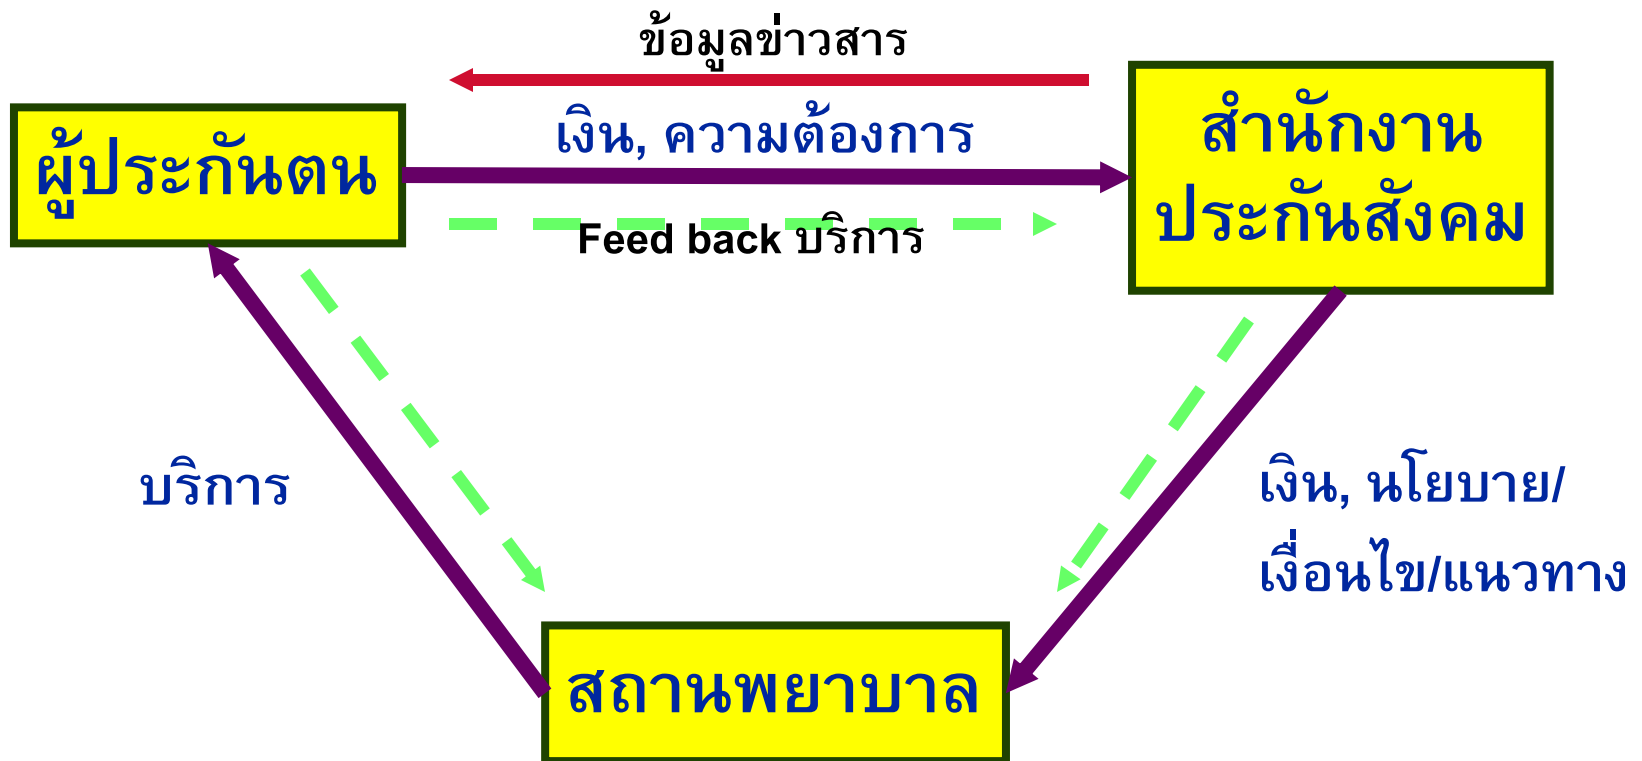 ข้อมูลข่าวสาร
ผู้ประกันตน
เงิน, ความต้องการ
สำนักงาน
ประกันสังคม
Feed back บริการ
บริการ
เงิน, นโยบาย/
เงื่อนไข/แนวทาง
สถานพยาบาล